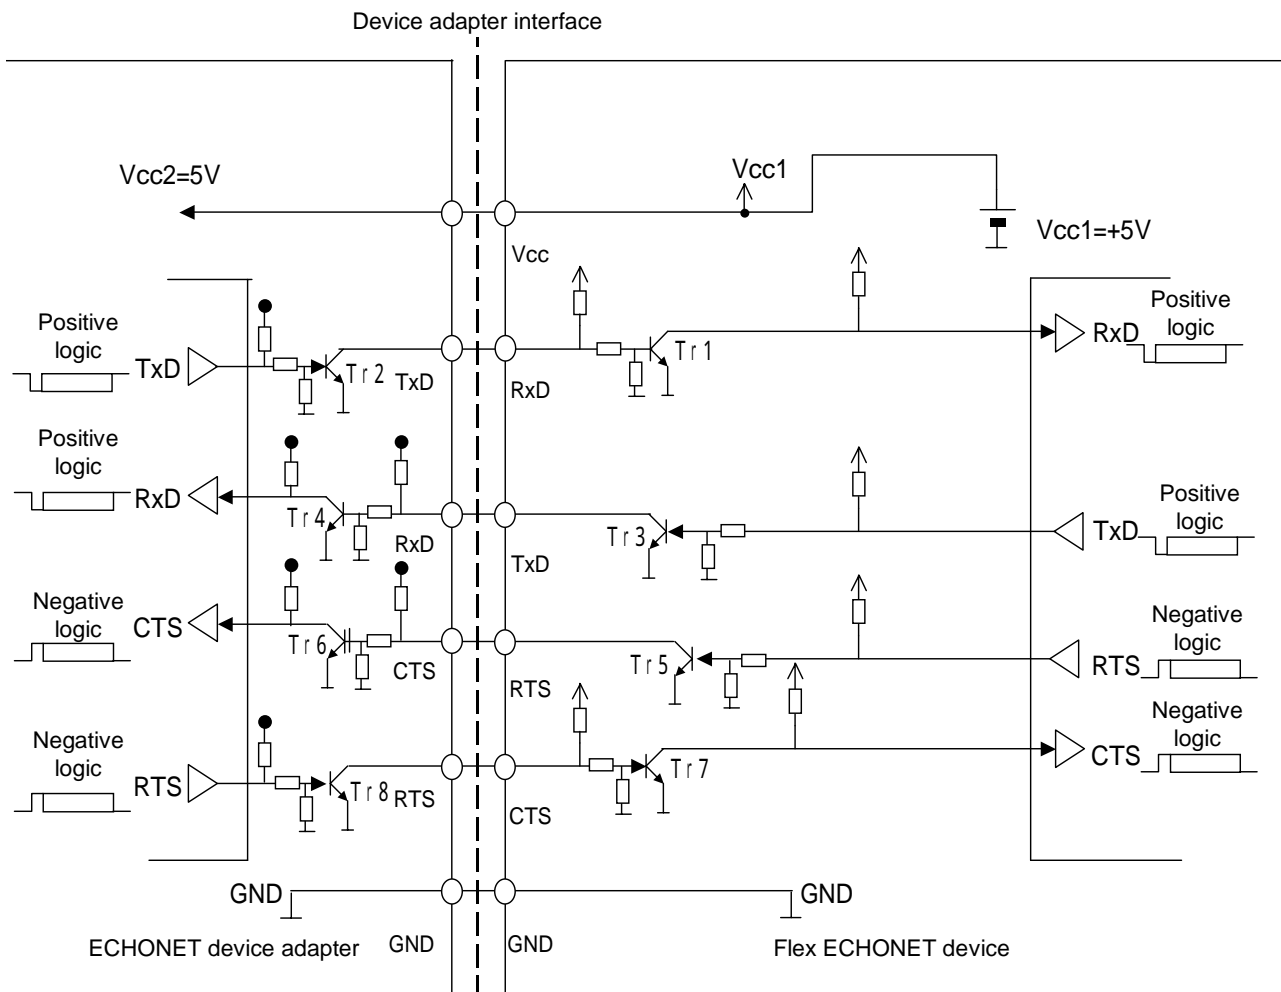 Device adapter interface
Vcc2=5V
Vcc1
Vcc1=+5V
Vcc
Positive
logic
TxD
Tr2
TxD
RxD
Tr1
RxD
Positive
logic
Positive
logic
RxD
Tr4
RxD
TxD
Tr3
TxD
Positive
logic
Negative
logic
CTS
Tr6
CTS
RTS
Tr5
RTS
Negative
logic
Negative
logic
RTS
Tr8
RTS
CTS
Tr7
CTS
Negative
logic
GND
GND
ECHONET device adapter
GND
GND
Flex ECHONET device